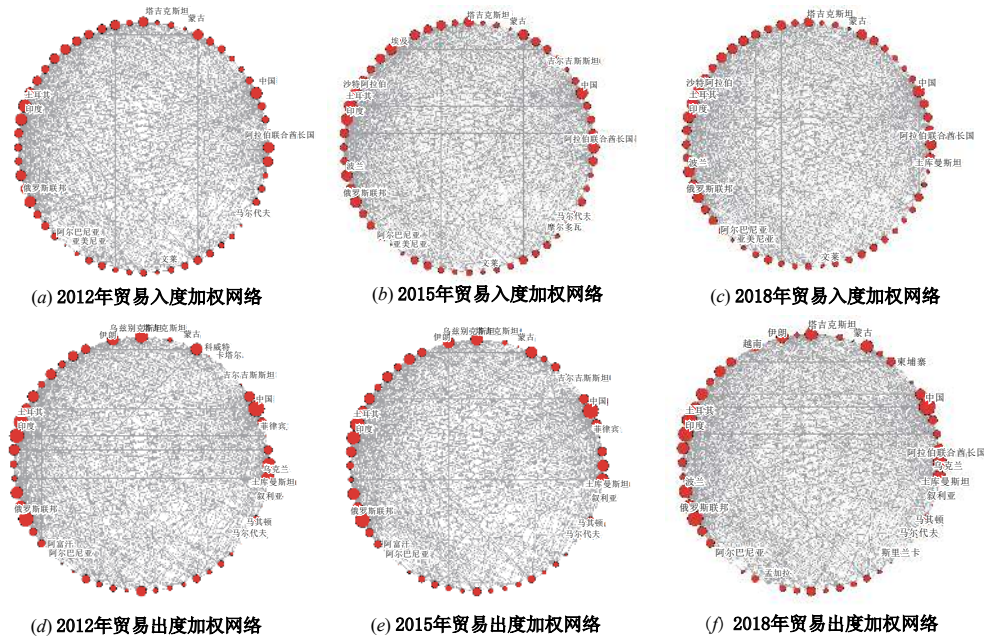 塔吉克斯坦
蒙古
中国
土耳其
印度
阿拉伯联合酋长国
俄罗斯联邦
马尔代夫
阿尔巴尼亚
亚美尼亚
文莱
(a) 2012年贸易入度加权网络
塔吉克斯坦
蒙古
埃及
吉尔吉斯斯坦
沙特阿拉伯
中国
土耳其
印度
阿拉伯联合酋长国
波兰
俄罗斯联邦
马尔代夫
摩尔多瓦
阿尔巴尼亚
亚美尼亚
文莱
(b) 2015年贸易入度加权网络
塔吉克斯坦
蒙古
沙特阿拉伯
中国
土耳其
印度
阿拉伯联合酋长国
波兰
土库曼斯坦
俄罗斯联邦
阿尔巴尼亚
亚美尼亚
文莱
(c) 2018年贸易入度加权网络
伊朗
乌兹别克斯坦
蒙古
科威特
卡塔尔
吉尔吉斯斯坦
中国
土耳其
印度
菲律宾
乌克兰
土库曼斯坦
叙利亚
俄罗斯联邦
马其顿
马尔代夫
阿富汗
阿尔巴尼亚
(d) 2012年贸易出度加权网络
伊朗
乌兹别克斯坦
蒙古
吉尔吉斯斯坦
中国
土耳其
印度
菲律宾
土库曼斯坦
叙利亚
俄罗斯联邦
马其顿
马尔代夫
阿富汗
阿尔巴尼亚
(e) 2015年贸易出度加权网络
塔吉克斯坦
伊朗
蒙古
越南
柬埔寨
中国
土耳其
印度
阿拉伯联合酋长国
乌克兰
波兰
土库曼斯坦
叙利亚
俄罗斯联邦
马其顿
马尔代夫
阿尔巴尼亚
斯里兰卡
孟加拉
(f) 2018年贸易出度加权网络